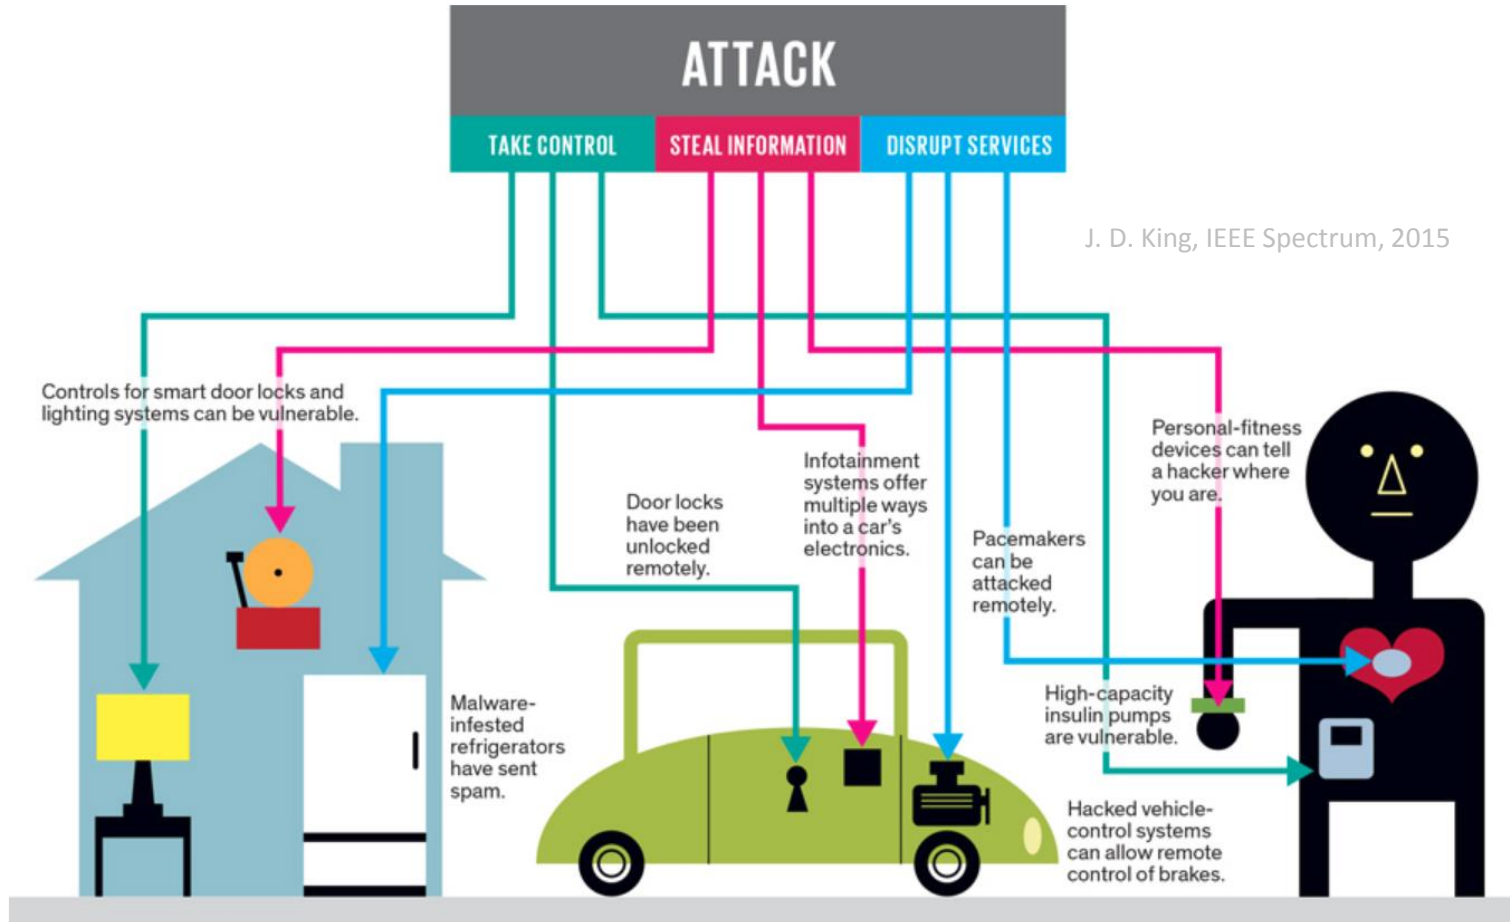 ATTACK
TAKE CONTROL
STEAL INFORMATION
DISRUPT SERVICES
J. D. King, IEEE Spectrum, 2015
Controls for smart door locks and
lighting systems can be vulnerable.
Door locks
have been
unlocked
remotely.
Infotainment
systems offer
multiple ways
into a car's
electronics.
Pacemakers
can be
attacked
remotely.
Personal-fitness
devices can tell
a hacker where
you are.
Malware-
infested
refrigerators
have sent
spam.
High-capacity
insulin pumps
are vulnerable.
Hacked vehicle-
control systems
can allow remote
control of brakes.